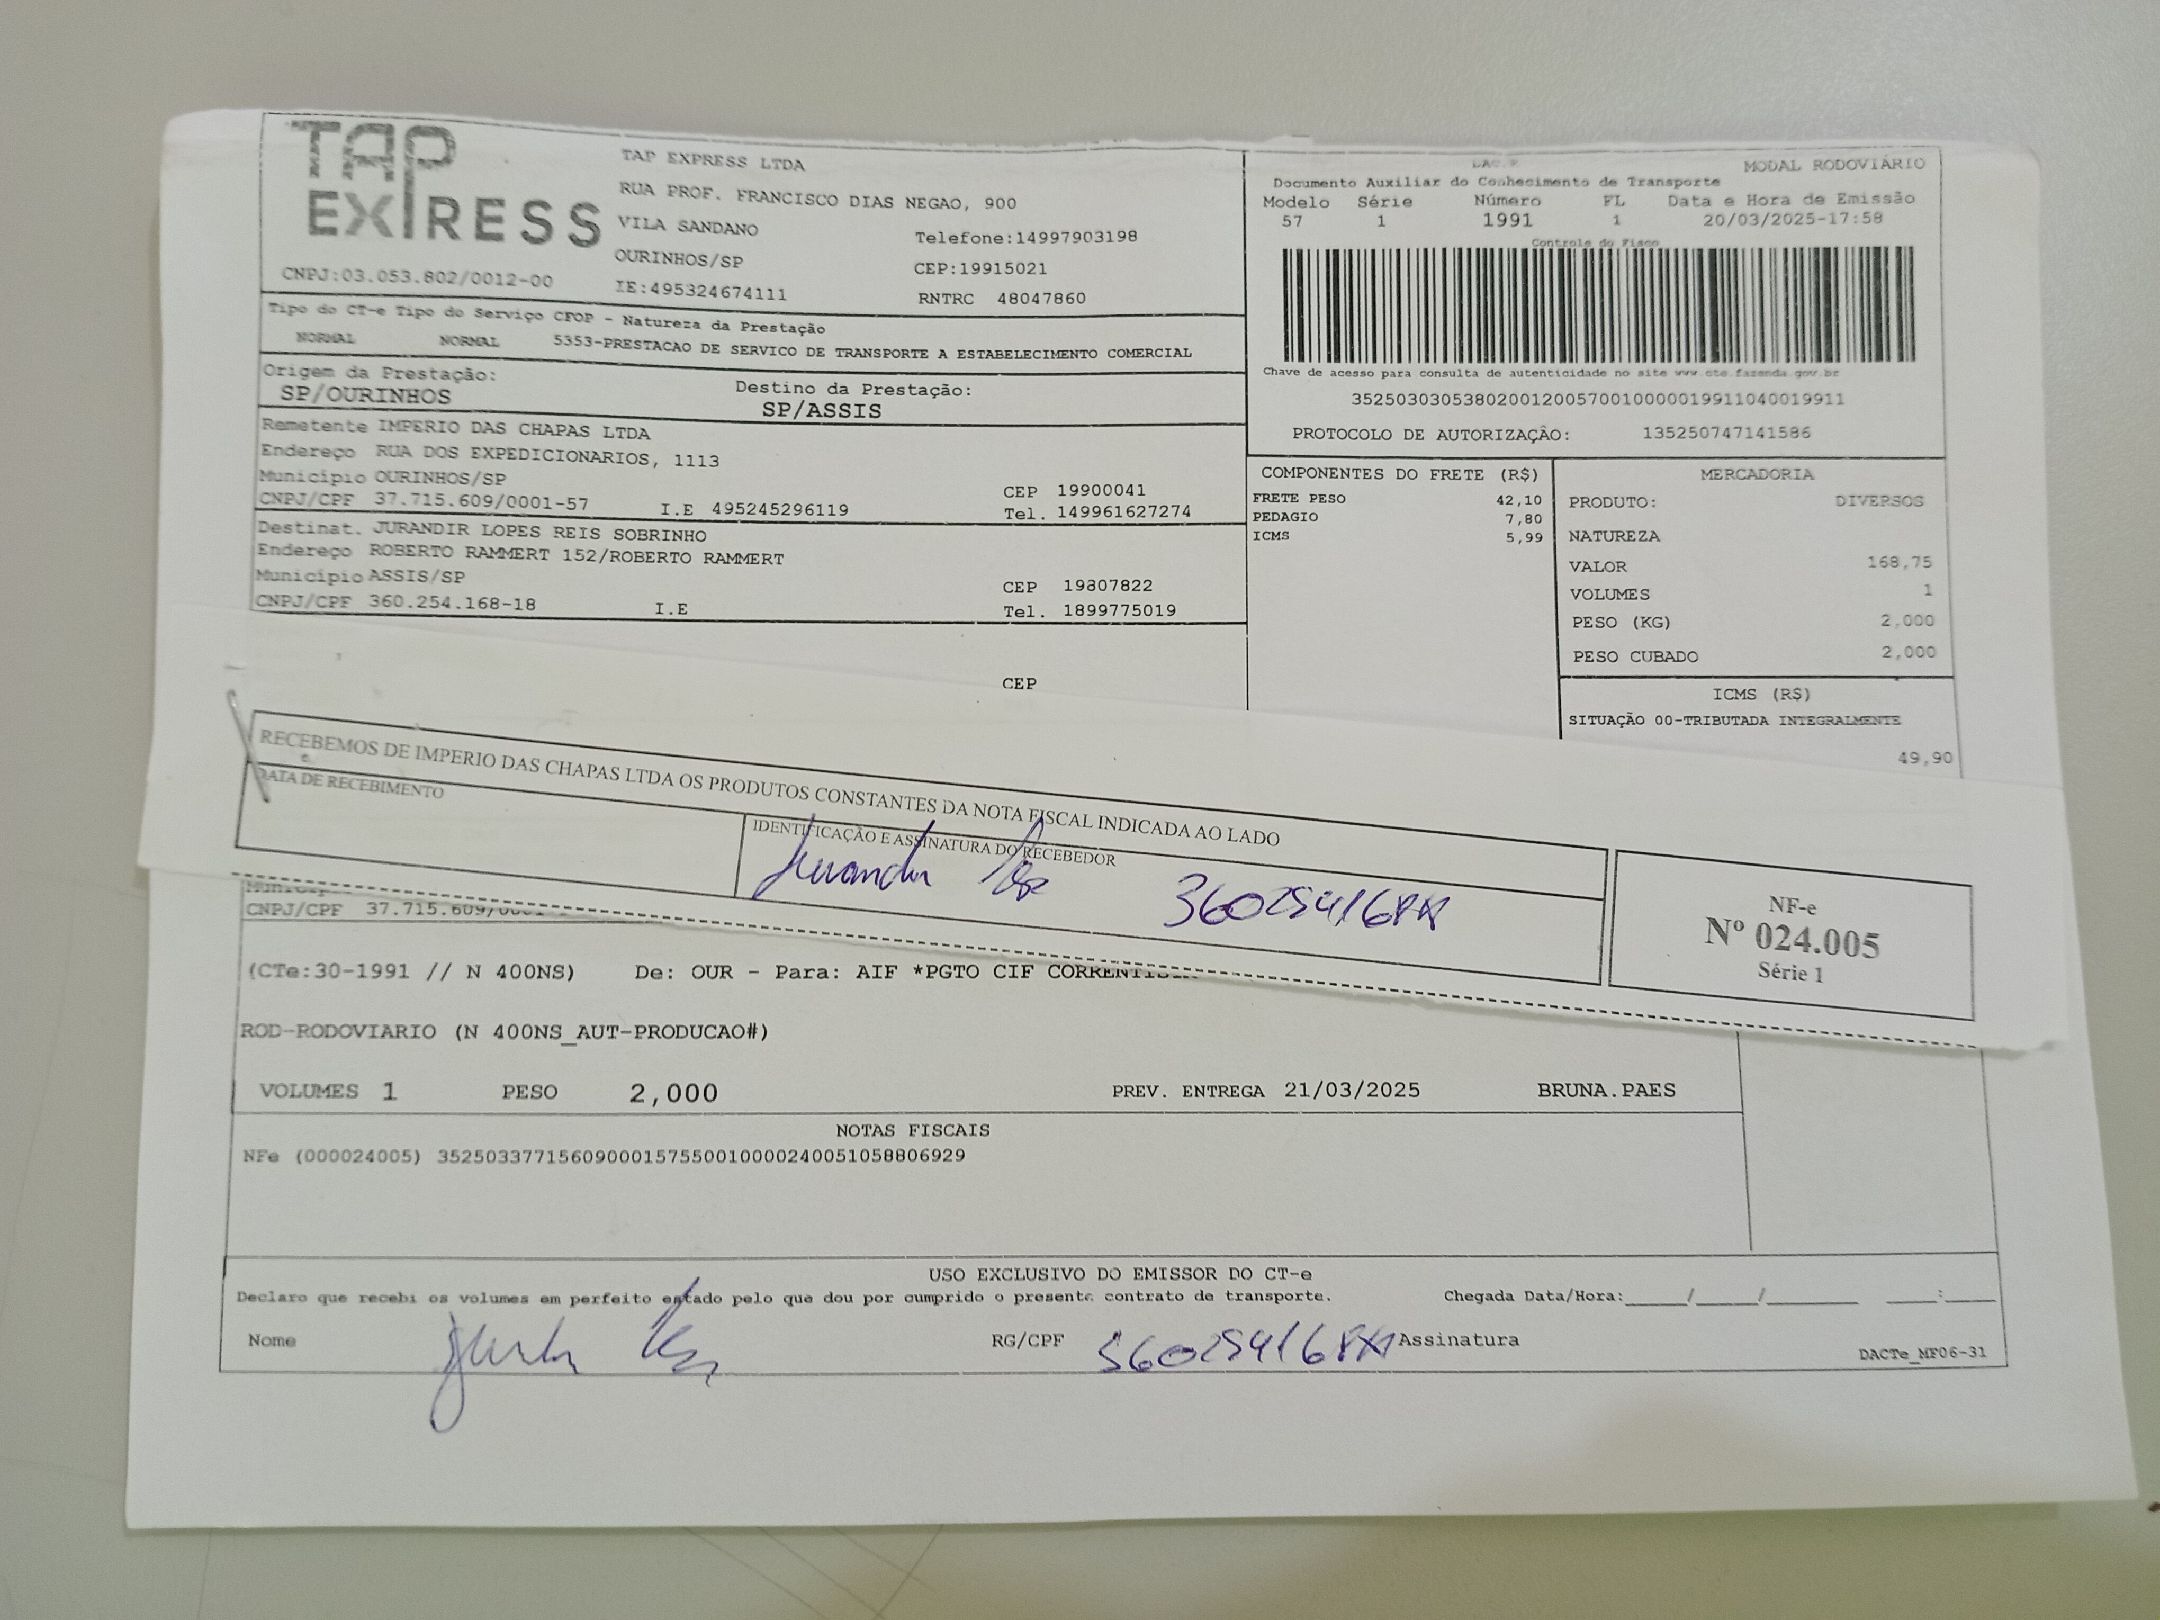 TAP
EXPRESS
CNPJ:03.053.802/0012-00
TAP EXPRESS LTDA
RUA PROF. FRANCISCO DIAS NEGAO, 900
VILA SANDANO
Telefone:14997903198
OURINHOS/SP
CEP:19915021
IE:495324674111
RNTRC 48047860
MODAL RODOVIÁRIO
Documento Auxiliar do Conhecimento de Transporte
Modelo Série Número FL Data e Hora de Emissão
57 1 1991 1 20/03/2025-17:58
Controle do Fisco
Chave de acesso para consulta de autenticidade no site www.cte.fazenda.gov.br
35250303053802001200570010000019911040019911
PROTOCOLO DE AUTORIZAÇÃO: 135250747141586
Tipo do CT-e Tipo do Serviço CFOP - Natureza da Prestação
NORMAL NORMAL 5353-PRESTACAO DE SERVICO DE TRANSPORTE A ESTABELECIMENTO COMERCIAL
Origem da Prestação: Destino da Prestação:
SP/OURINHOS SP/ASSIS
Remetente IMPERIO DAS CHAPAS LTDA
Endereço RUA DOS EXPEDICIONARIOS, 1113
Município OURINHOS/SP CEP 19900041
CNPJ/CPF 37.715.609/0001-57 I.E 495245296119 Tel. 149961627274
Destinat. JURANDIR LOPES REIS SOBRINHO
Endereço ROBERTO RAMMERT 152/ROBERTO RAMMERT
Município ASSIS/SP CEP 19807822
CNPJ/CPF 360.254.168-18 I.E Tel. 1899775019
CEP
COMPONENTES DO FRETE (R$)
FRETE PESO 42,10
PEDAGIO 7,80
ICMS 5,99
MERCADORIA
PRODUTO: DIVERSOS
NATUREZA
VALOR 168,75
VOLUMES 1
PESO (KG) 2,000
PESO CUBADO 2,000
ICMS (R$)
SITUAÇÃO 00-TRIBUTADA INTEGRALMENTE
49,90
RECEBEMOS DE IMPERIO DAS CHAPAS LTDA OS PRODUTOS CONSTANTES DA NOTA FISCAL INDICADA AO LADO
DATA DE RECEBIMENTO
IDENTIFICAÇÃO E ASSINATURA DO RECEBEDOR
NF-e
Nº 024.005
Série 1
CNPJ/CPF 37.715.609/0001
(CTe:30-1991 // N 400NS) De: OUR - Para: AIF *PGTO CIF
ROD-RODOVIARIO (N 400NS_AUT-PRODUCAO#)
VOLUMES 1 PESO 2,000 PREV. ENTREGA 21/03/2025 BRUNA.PAES
NOTAS FISCAIS
NFe (000024005) 35250337715609000157550010000240051058806929
USO EXCLUSIVO DO EMISSOR DO CT-e
Declaro que recebi os volumes em perfeito estado pelo que dou por cumprido o presente contrato de transporte. Chegada Data/Hora:_____/_____/________ ____:____
Nome RG/CPF Assinatura
DACTe_MF06-31